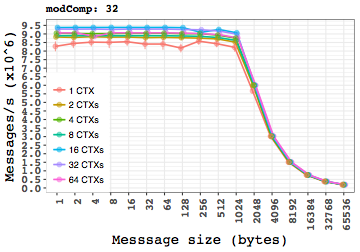 modComp: 32
Messages/s (x10^6)
9.5
9.0
8.5
8.0
7.5
7.0
6.5
6.0
5.5
5.0
4.5
4.0
3.5
3.0
2.5
2.0
1.5
1.0
0.5
0.0
1 CTX
2 CTXs
4 CTXs
8 CTXs
16 CTXs
32 CTXs
64 CTXs
1 2 4 8 16 32 64 128 256 5.12 1024 2048 4096 8192 16384 32768 65536
Messsage size (bytes)